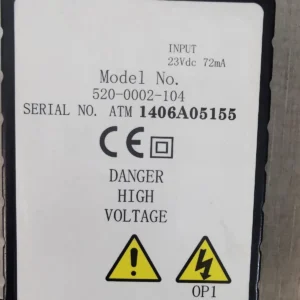 INPUT
23Vdc 72mA
Model No.
520-0002-104
SERIAL NO. ATM 1406A05155
CE
DANGER
HIGH
VOLTAGE
OP1